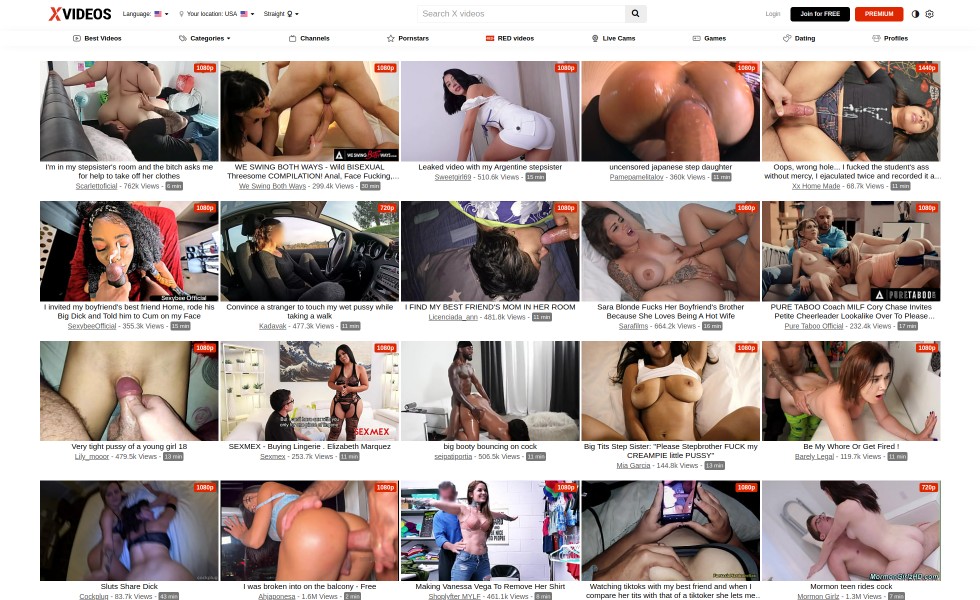 XVIDEOS
Language:
Your location: USA
Straight
Search X videos
Login
Join for FREE
PREMIUM
Best Videos
Categories
Channels
Pornstars
RED videos
Live Cams
Games
Dating
Profiles
1080p
I'm in my stepsister's room and the bitch asks me
for help to take off her clothes
Scarlettoficial - 762k Views - 6 min
1080p
WE SWING BOTH WAYS - Wild BISEXUAL
Threesome COMPILATION! Anal, Face Fucking,...
We Swing Both Ways - 299.4k Views - 30 min
1080p
Leaked video with my Argentine stepsister
Sweetgirl69 - 510.6k Views - 15 min
1080p
uncensored japanese step daughter
Pamepamelitalov - 360k Views - 11 min
1440p
Oops, wrong hole... I fucked the student's ass
without mercy, I ejaculated twice and recorded it a...
Xx Home Made - 68.7k Views - 11 min
1080p
Sexybee Official
I invited my boyfriend's best friend Home, ride his
Big Dick and Told him to Cum on my Face
SexybeeOfficial - 355.3k Views - 15 min
720p
Convince a stranger to touch my wet pussy while
taking a walk
Kadavak - 477.3k Views - 11 min
1080p
I FIND MY BEST FRIEND'S MOM IN HER ROOM
Licenciada_ann - 481.8k Views - 11 min
1080p
Sara Blonde Fucks Her Boyfriend's Brother
Because She Loves Being A Hot Wife
Sarafilms - 664.2k Views - 16 min
1080p
PURETABOO
PURE TABOO Coach MILF Cory Chase Invites
Petite Cheerleader Lookalike Over To Please...
Pure Taboo Official - 232.4k Views - 17 min
1080p
Very tight pussy of a young girl 18
Lily_mooor - 479.5k Views - 13 min
1080p
SEXMEX
SEXMEX - Buying Lingerie . Elizabeth Marquez
Sexmex - 253.7k Views - 11 min
big booty bouncing on cock
seipatiportia - 506.5k Views - 11 min
1080p
Big Tits Step Sister: "Please Stepbrother FUCK my
CREAMPIE little PUSSY"
Mia Garcia - 144.8k Views - 13 min
1080p
Be My Whore Or Get Fired !
Barely Legal - 119.7k Views - 11 min
1080p
Sluts Share Dick
Cockplug - 83.7k Views - 43 min
1080p
I was broken into on the balcony - Free
Ahjaponesa - 1.6M Views - 2 min
1080p
Making Vanessa Vega To Remove Her Shirt
Shoplyfter MYLF - 461.1k Views - 8 min
1080p
Watching tiktoks with my best friend and when I
compare her tits with that of a tiktoker she lets me...
720p
MormonGirlzHD.com
Mormon teen rides cock
Mormon Girlz - 1.3M Views - 7 min